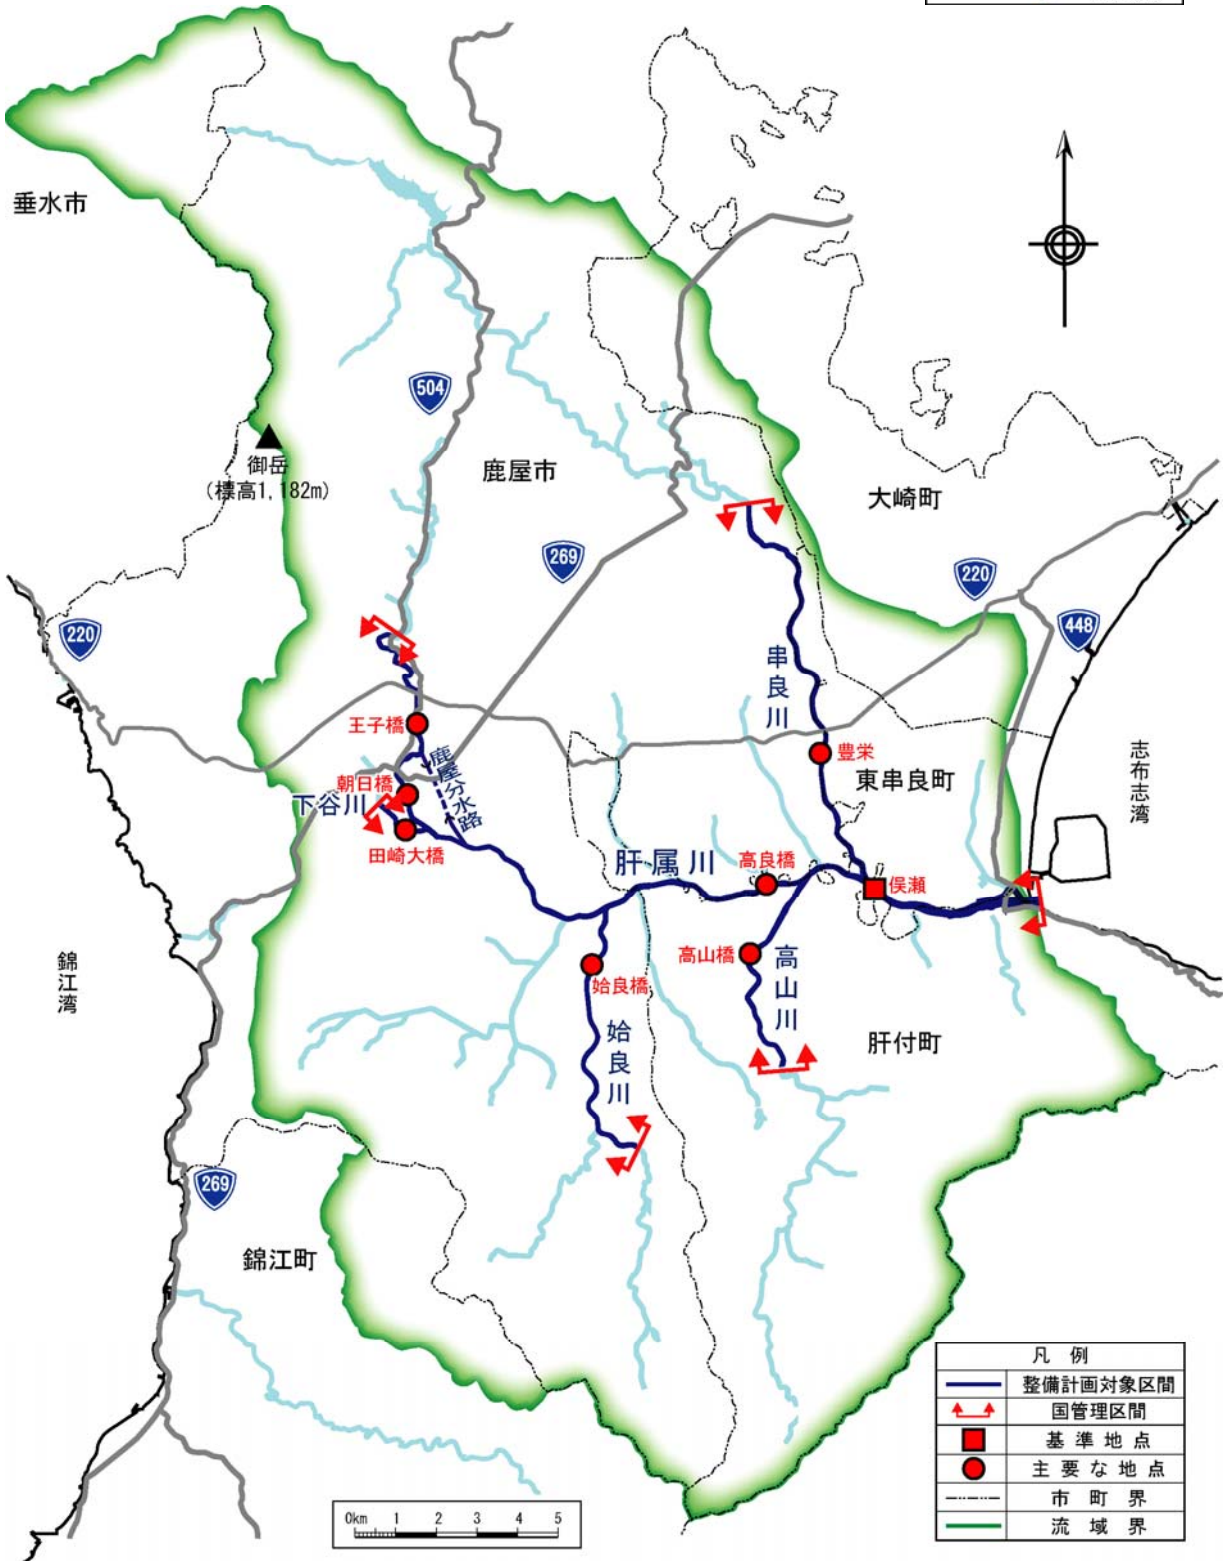 垂水市
504
御岳
(標高1,182m)
鹿屋市
大崎町
269
220
220
448
串良川
王子橋
豊栄
志布志湾
鹿屋分水路
朝日橋
東串良町
下谷川
田崎大橋
肝属川
高良橋
俣瀬
高山橋
高山川
錦江湾
姶良橋
姶良川
肝付町
269
錦江町
凡例
整備計画対象区間
国管理区間
基準地点
主要な地点
市町界
流域界
0km 1 2 3 4 5